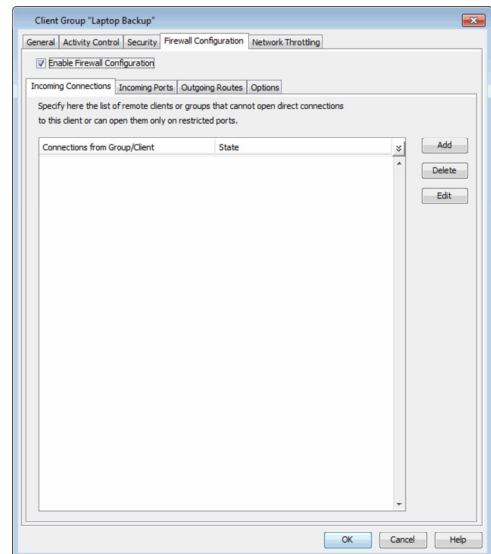 Client Group "Laptop Backup"
General Activity Control Security Firewall Configuration Network Throttling
Enable Firewall Configuration
Incoming Connections Incoming Ports Outgoing Routes Options
Specify here the list of remote clients or groups that cannot open direct connections
to this client or can open them only on restricted ports.
Connections from Group/Client State
Add
Delete
Edit
OK Cancel Help